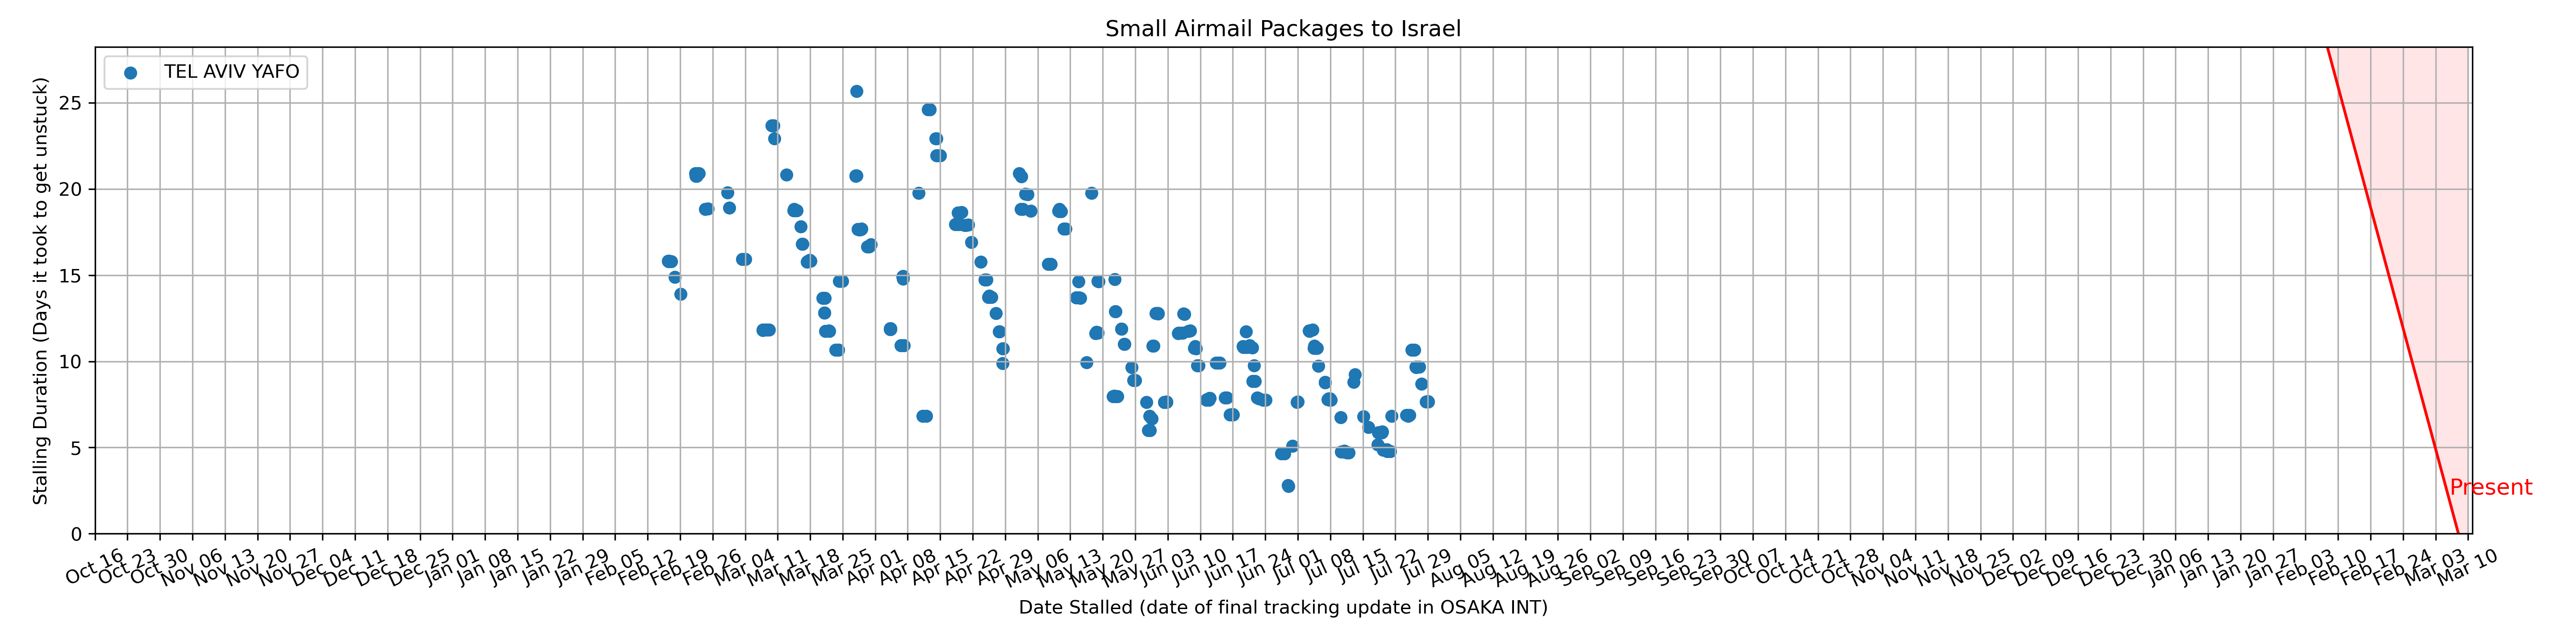 Small Airmail Packages to Israel
TEL AVIV YAFO
Stalling Duration (Days it took to get unstuck)
25
20
15
10
5
0
Present
Oct 16
Oct 23
Oct 30
Nov 06
Nov 13
Nov 20
Nov 27
Dec 04
Dec 11
Dec 18
Dec 25
Jan 01
Jan 08
Jan 15
Jan 22
Jan 29
Feb 05
Feb 12
Feb 19
Feb 26
Mar 04
Mar 11
Mar 18
Mar 25
Apr 01
Apr 08
Apr 15
Apr 22
Apr 29
May 06
May 13
May 20
May 27
Jun 03
Jun 10
Jun 17
Jun 24
Jul 01
Jul 08
Jul 15
Jul 22
Jul 29
Aug 05
Aug 12
Aug 19
Aug 26
Sep 02
Sep 09
Sep 16
Sep 23
Sep 30
Oct 07
Oct 14
Oct 21
Oct 28
Nov 04
Nov 11
Nov 18
Nov 25
Dec 02
Dec 09
Dec 16
Dec 23
Dec 30
Jan 06
Jan 13
Jan 20
Jan 27
Feb 03
Feb 10
Feb 17
Feb 24
Mar 03
Mar 10
Date Stalled (date of final tracking update in OSAKA INT)